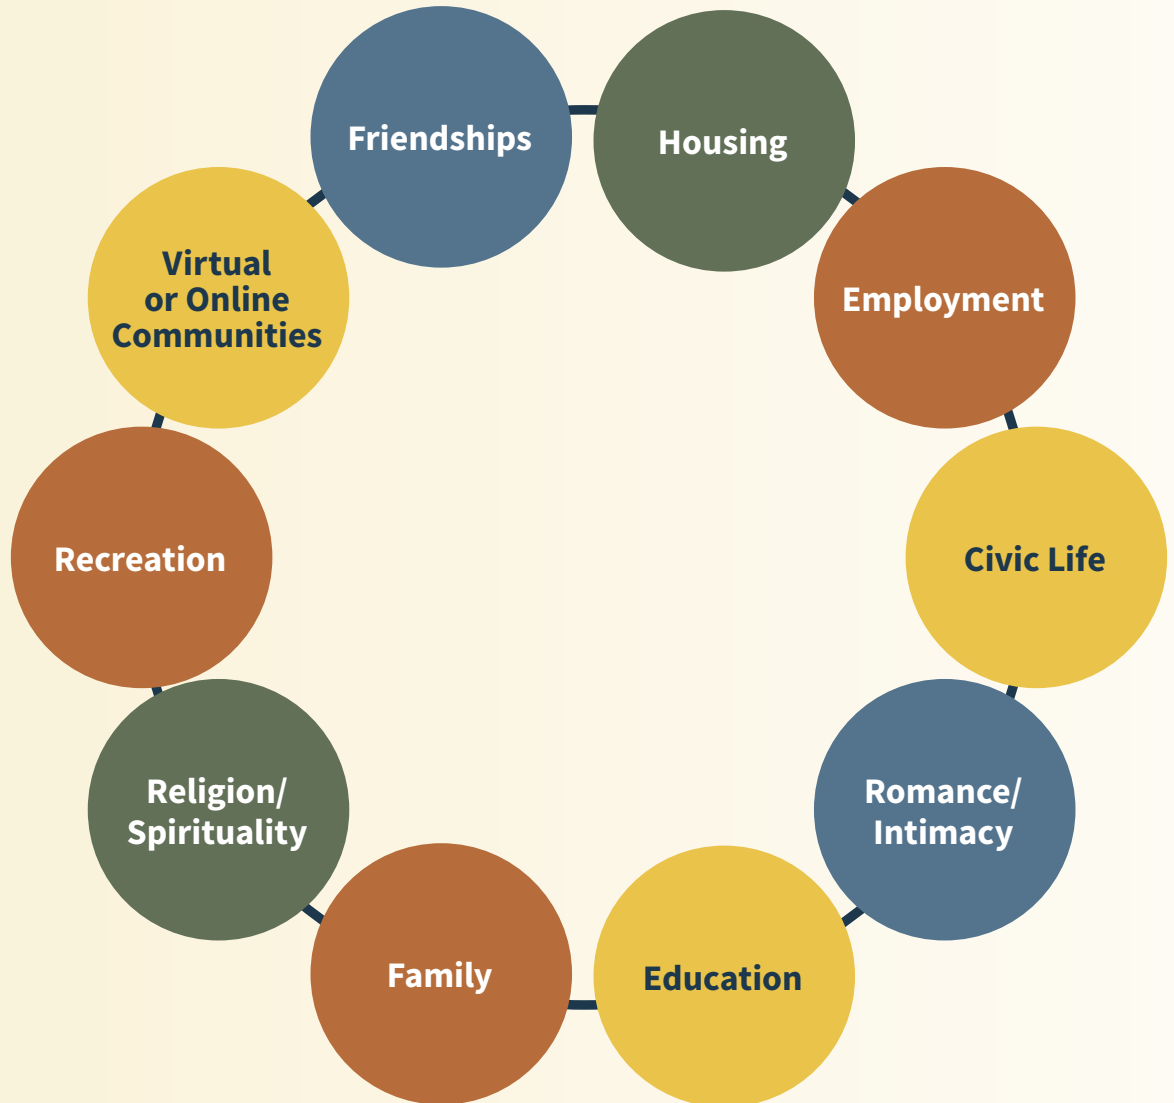 Friendships
Housing
Employment
Civic Life
Romance/
Intimacy
Education
Family
Religion/
Spirituality
Recreation
Virtual
or Online
Communities